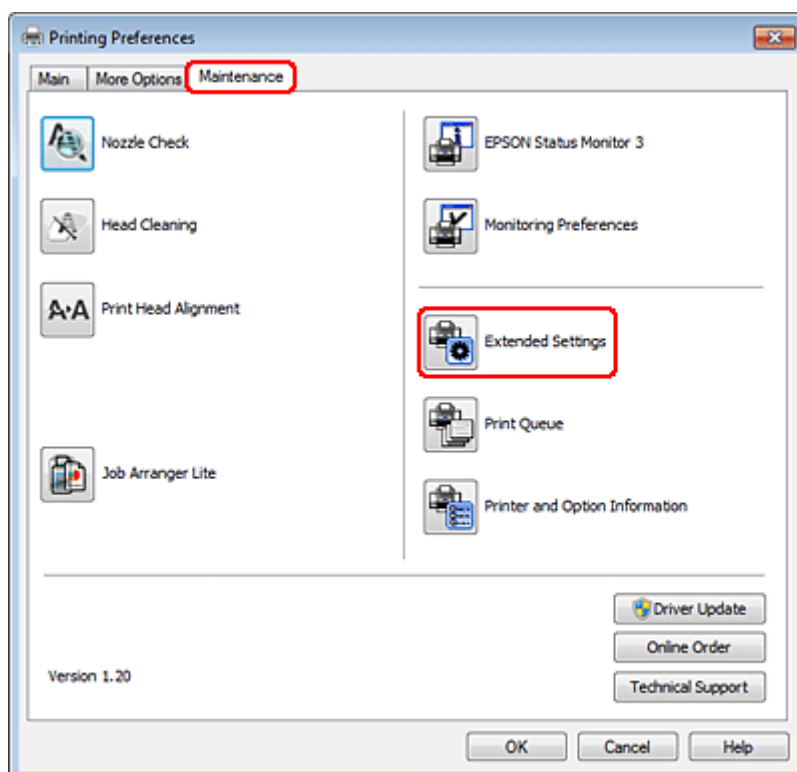 Printing Preferences
Main
More Options
Maintenance
Nozzle Check
Head Cleaning
A A Print Head Alignment
Job Arranger Lite
EPSON Status Monitor 3
Monitoring Preferences
Extended Settings
Print Queue
Printer and Option Information
Version 1.20
Driver Update
Online Order
Technical Support
OK
Cancel
Help